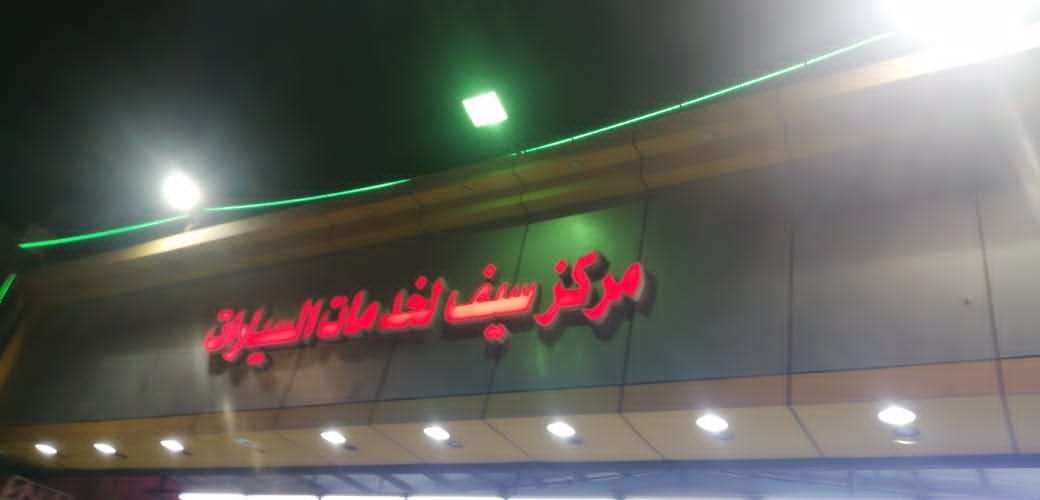 مركز سيف لخدمات السيارات